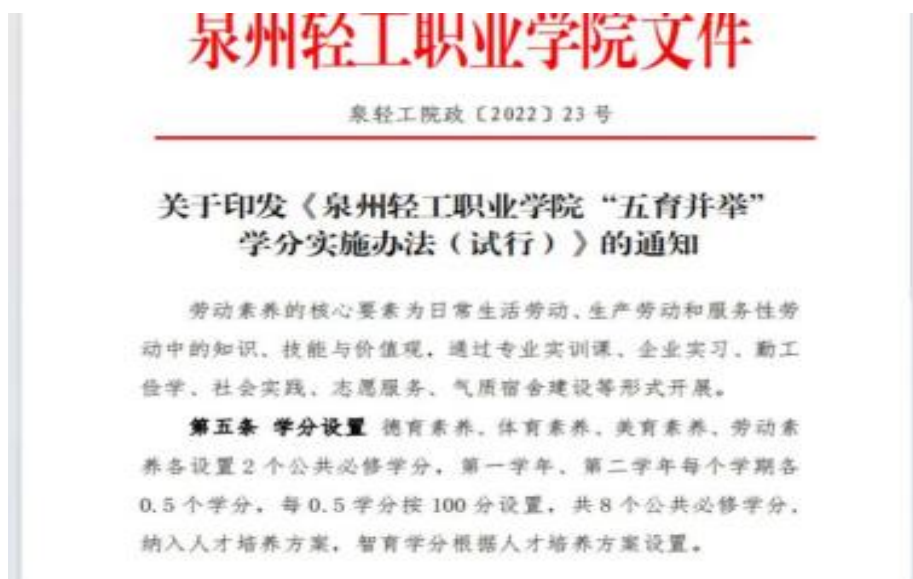 泉州轻工职业学院文件
泉轻工院政〔2022〕23 号
关于印发《泉州轻工职业学院“五育并举”
学分实施办法（试行）》的通知
劳动素养的核心要素为日常生活劳动、生产劳动和服务性劳
动中的知识、技能与价值观，通过专业实训课、企业实习、勤工
俭学、社会实践、志愿服务、气质宿舍建设等形式开展。
第五条 学分设置 德育素养、体育素养、美育素养、劳动素
养各设置 2 个公共必修学分，第一学年、第二学年每个学期各
0.5 个学分，每 0.5 学分按 100 分设置，共 8 个公共必修学分，
纳入人才培养方案，智育学分根据人才培养方案设置。